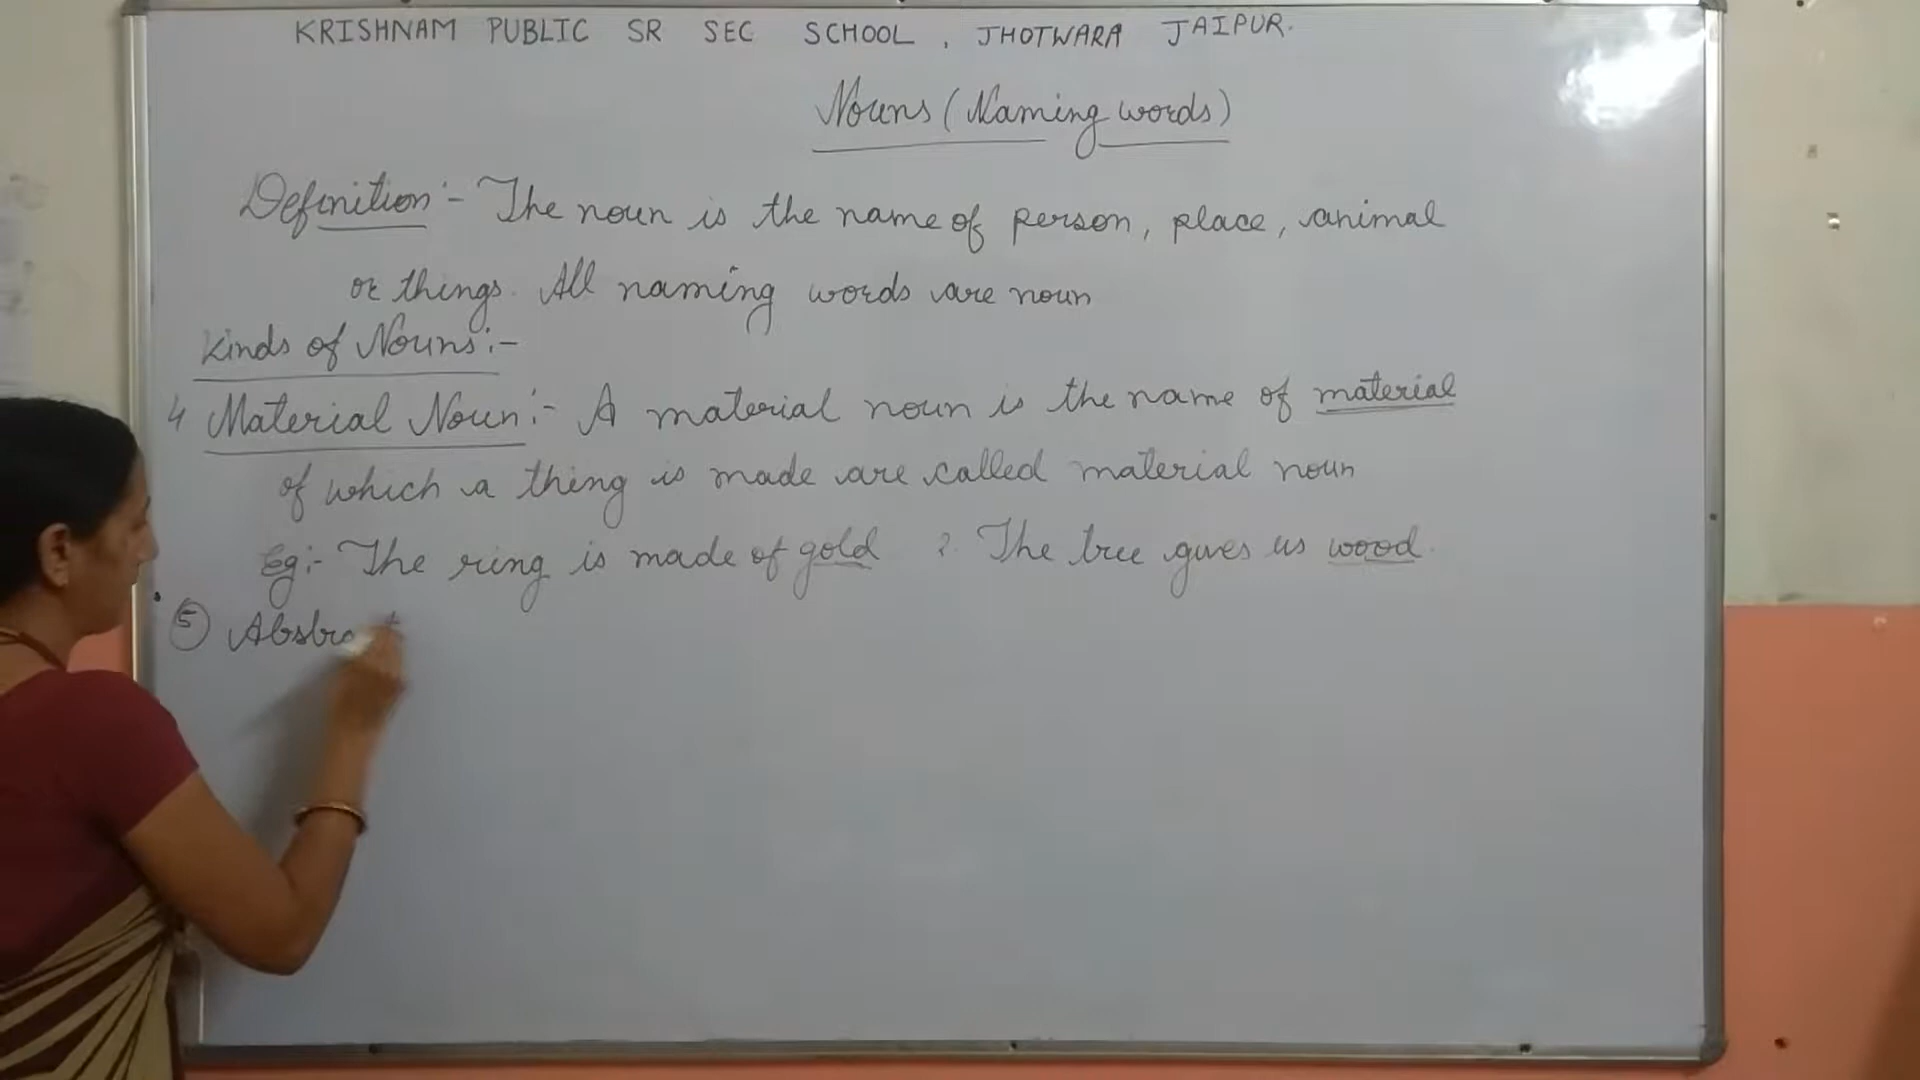 KRISHNAM PUBLIC SR SEC SCHOOL, JHOTWARA JAIPUR.
Nouns (Naming words)
Definition:- The noun is the name of person, place, animal
or things. All naming words are noun
Kinds of Nouns:-
4 Material Noun:- A material noun is the name of material
of which a thing is made are called material noun
Eg:- The ring is made of gold 2. The tree gives us wood.
5